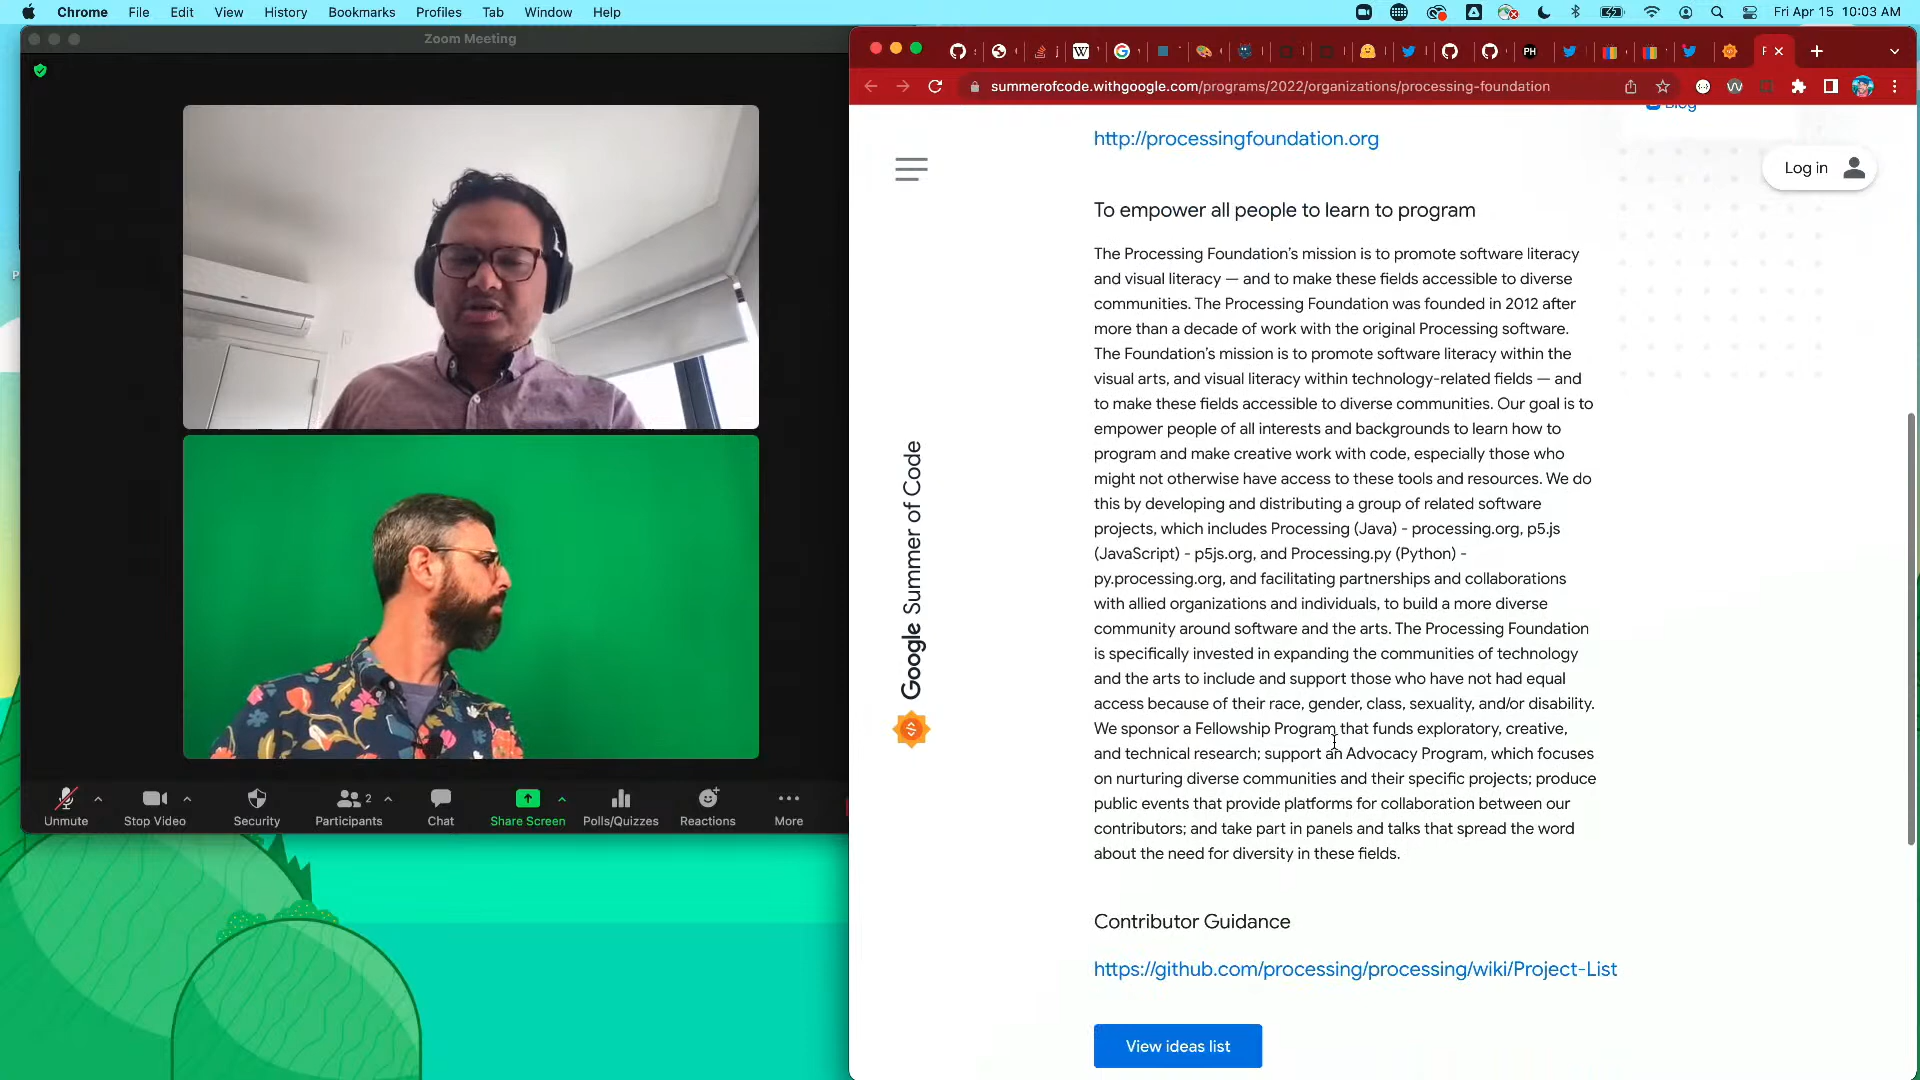 Chrome File Edit View History Bookmarks Profiles Tab Window Help
Fri Apr 15 10:03 AM
Zoom Meeting
Unmute
Stop Video
Security
2
Participants
Chat
Share Screen
Polls/Quizzes
Reactions
More
PH
summerofcode.withgoogle.com/programs/2022/organizations/processing-foundation
Blog
http://processingfoundation.org
Log in
Google Summer of Code
To empower all people to learn to program
The Processing Foundation’s mission is to promote software literacy
and visual literacy — and to make these fields accessible to diverse
communities. The Processing Foundation was founded in 2012 after
more than a decade of work with the original Processing software.
The Foundation’s mission is to promote software literacy within the
visual arts, and visual literacy within technology-related fields — and
to make these fields accessible to diverse communities. Our goal is to
empower people of all interests and backgrounds to learn how to
program and make creative work with code, especially those who
might not otherwise have access to these tools and resources. We do
this by developing and distributing a group of related software
projects, which includes Processing (Java) - processing.org, p5.js
(JavaScript) - p5js.org, and Processing.py (Python) -
py.processing.org, and facilitating partnerships and collaborations
with allied organizations and individuals, to build a more diverse
community around software and the arts. The Processing Foundation
is specifically invested in expanding the communities of technology
and the arts to include and support those who have not had equal
access because of their race, gender, class, sexuality, and/or disability.
We sponsor a Fellowship Program that funds exploratory, creative,
and technical research; support an Advocacy Program, which focuses
on nurturing diverse communities and their specific projects; produce
public events that provide platforms for collaboration between our
contributors; and take part in panels and talks that spread the word
about the need for diversity in these fields.
Contributor Guidance
https://github.com/processing/processing/wiki/Project-List
View ideas list